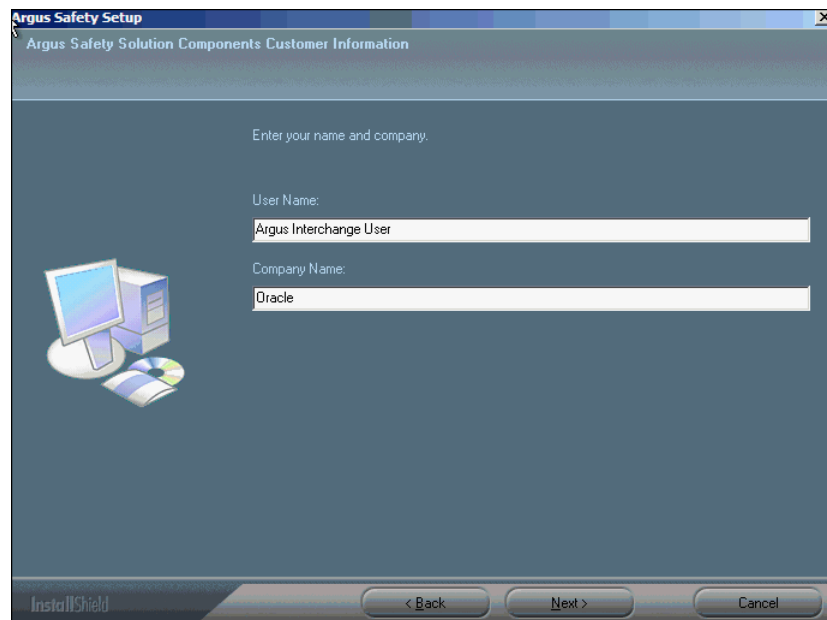 Argus Safety Setup
Argus Safety Solution Components Customer Information
Enter your name and company.
User Name:
Argus Interchange User
Company Name:
Oracle
InstallShield
< Back
Next >
Cancel